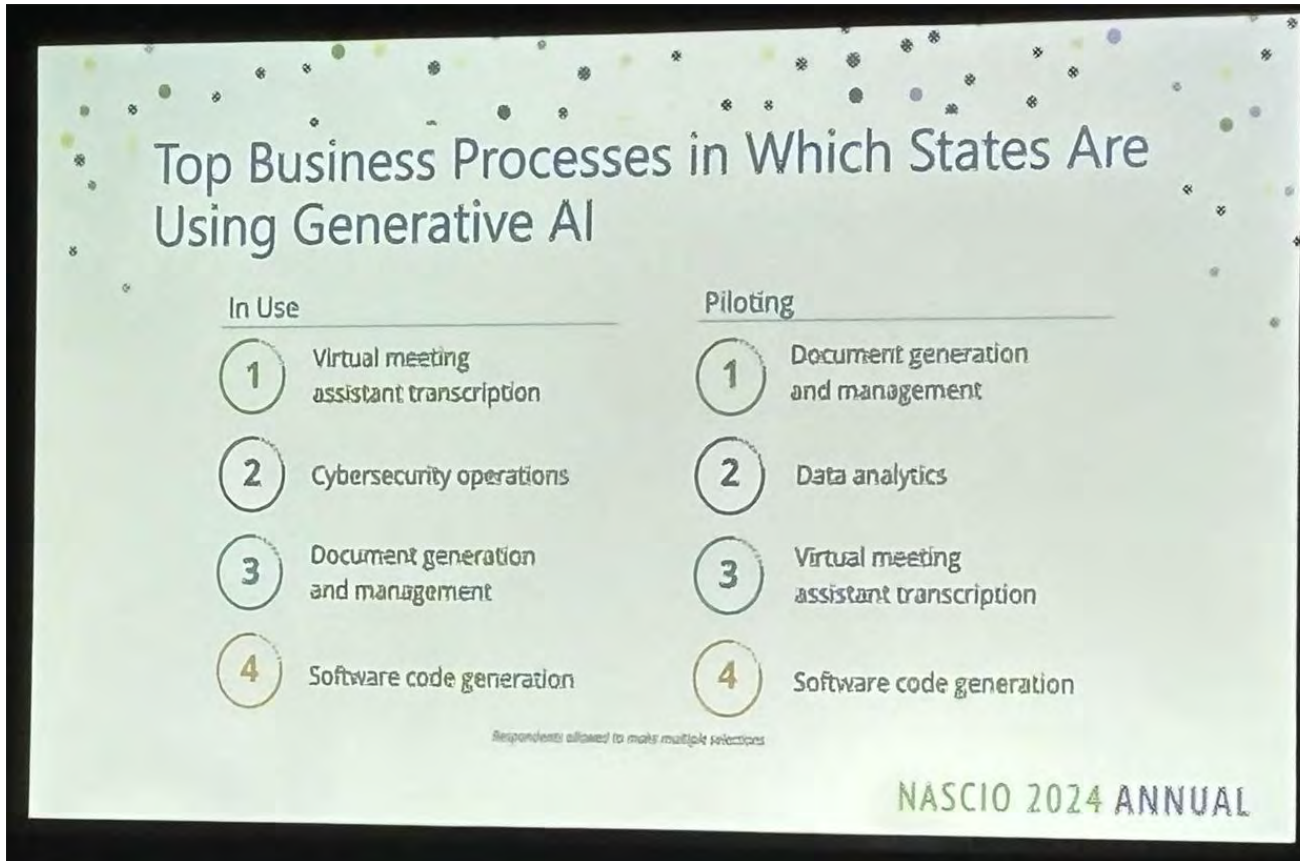 Top Business Processes in Which States Are
Using Generative AI
In Use
1
Virtual meeting
assistant transcription
2
Cybersecurity operations
3
Document generation
and management
4
Software code generation
Piloting
1
Document generation
and management
2
Data analytics
3
Virtual meeting
assistant transcription
4
Software code generation
Respondents allowed to make multiple selections
NASCIO 2024 ANNUAL